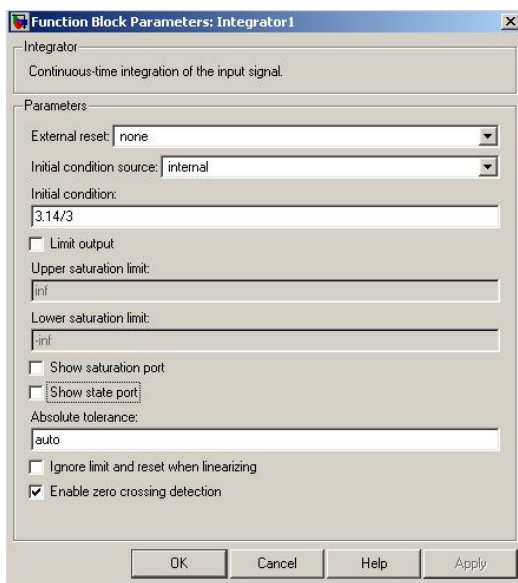 Function Block Parameters: Integrator1
Integrator
Continuous-time integration of the input signal.
Parameters
External reset: none
Initial condition source: internal
Initial condition:
3.14/3
Limit output
Upper saturation limit:
inf
Lower saturation limit:
-inf
Show saturation port
Show state port
Absolute tolerance:
auto
Ignore limit and reset when linearizing
Enable zero crossing detection
OK Cancel Help Apply